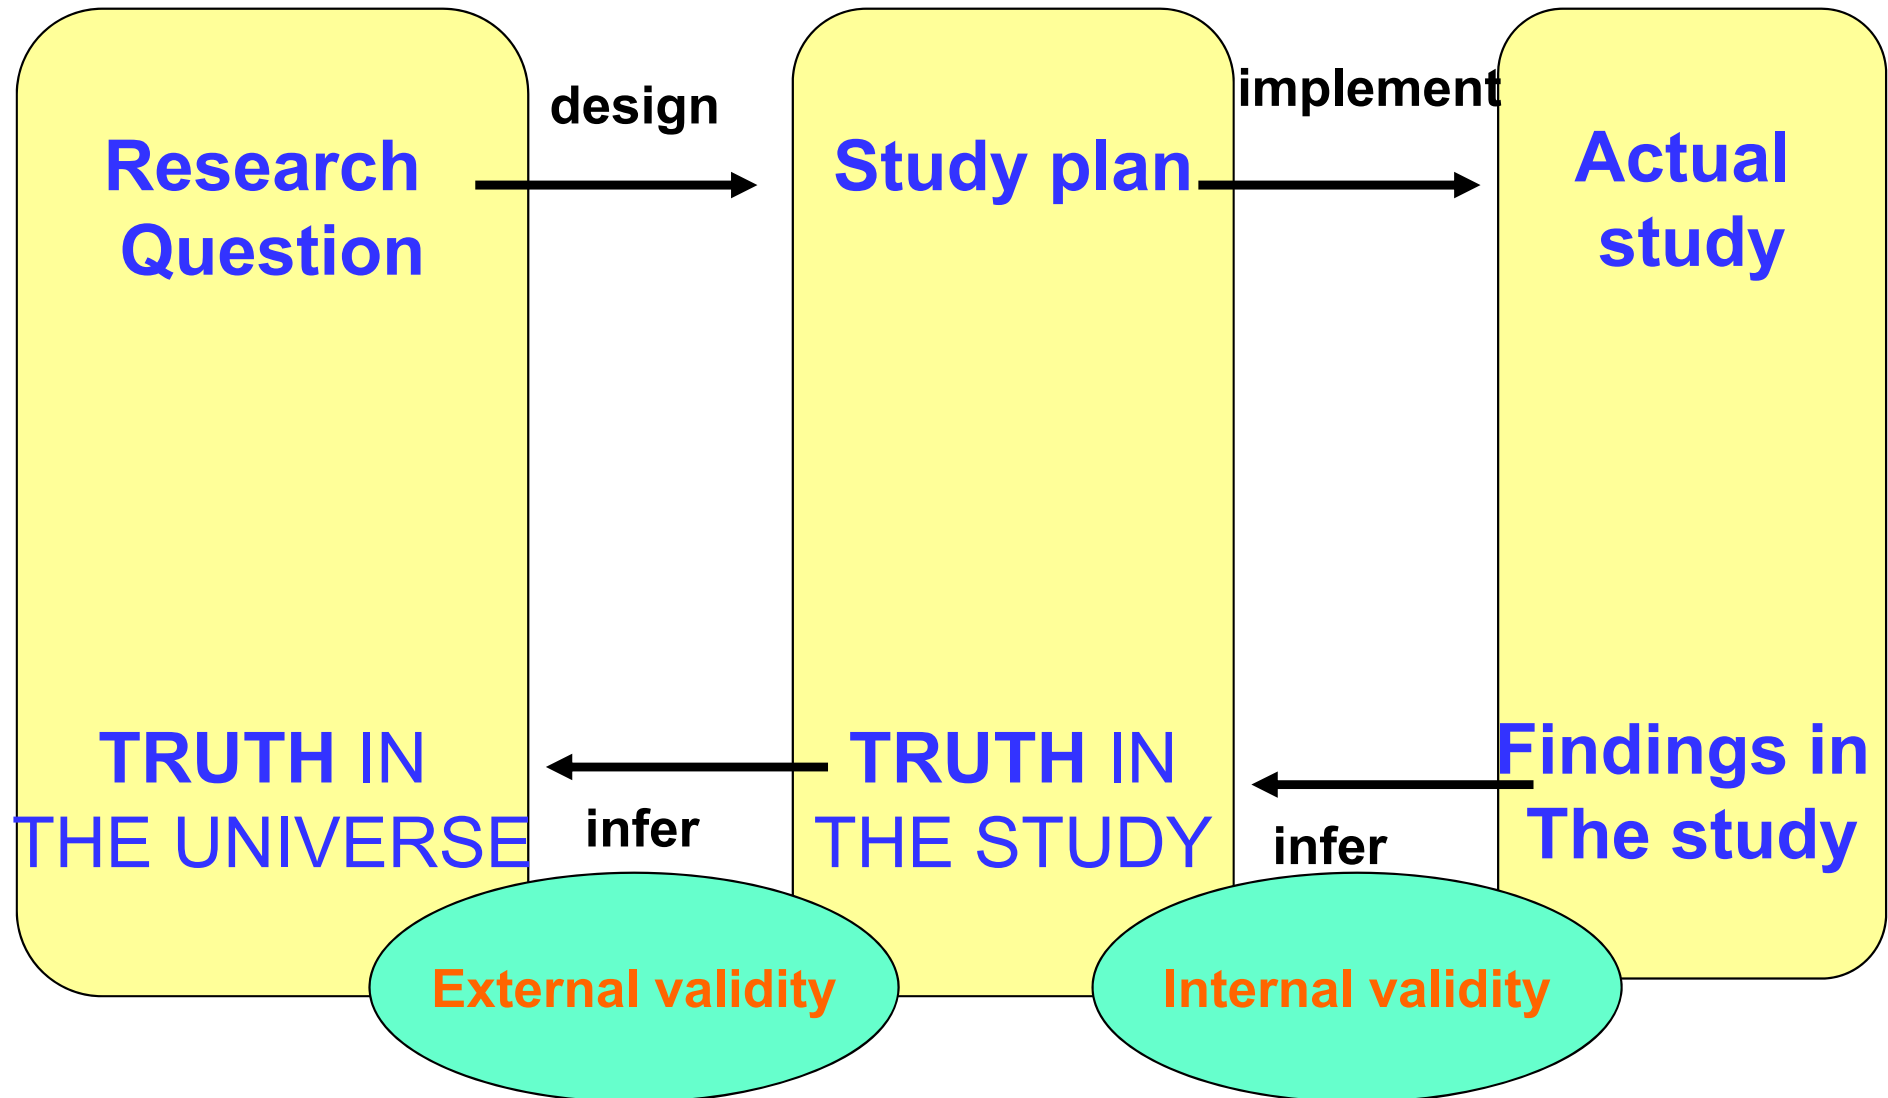 Research
Question
design
Study plan
implement
Actual
study
TRUTH IN
THE UNIVERSE
infer
TRUTH IN
THE STUDY
infer
Findings in
The study
External validity
Internal validity